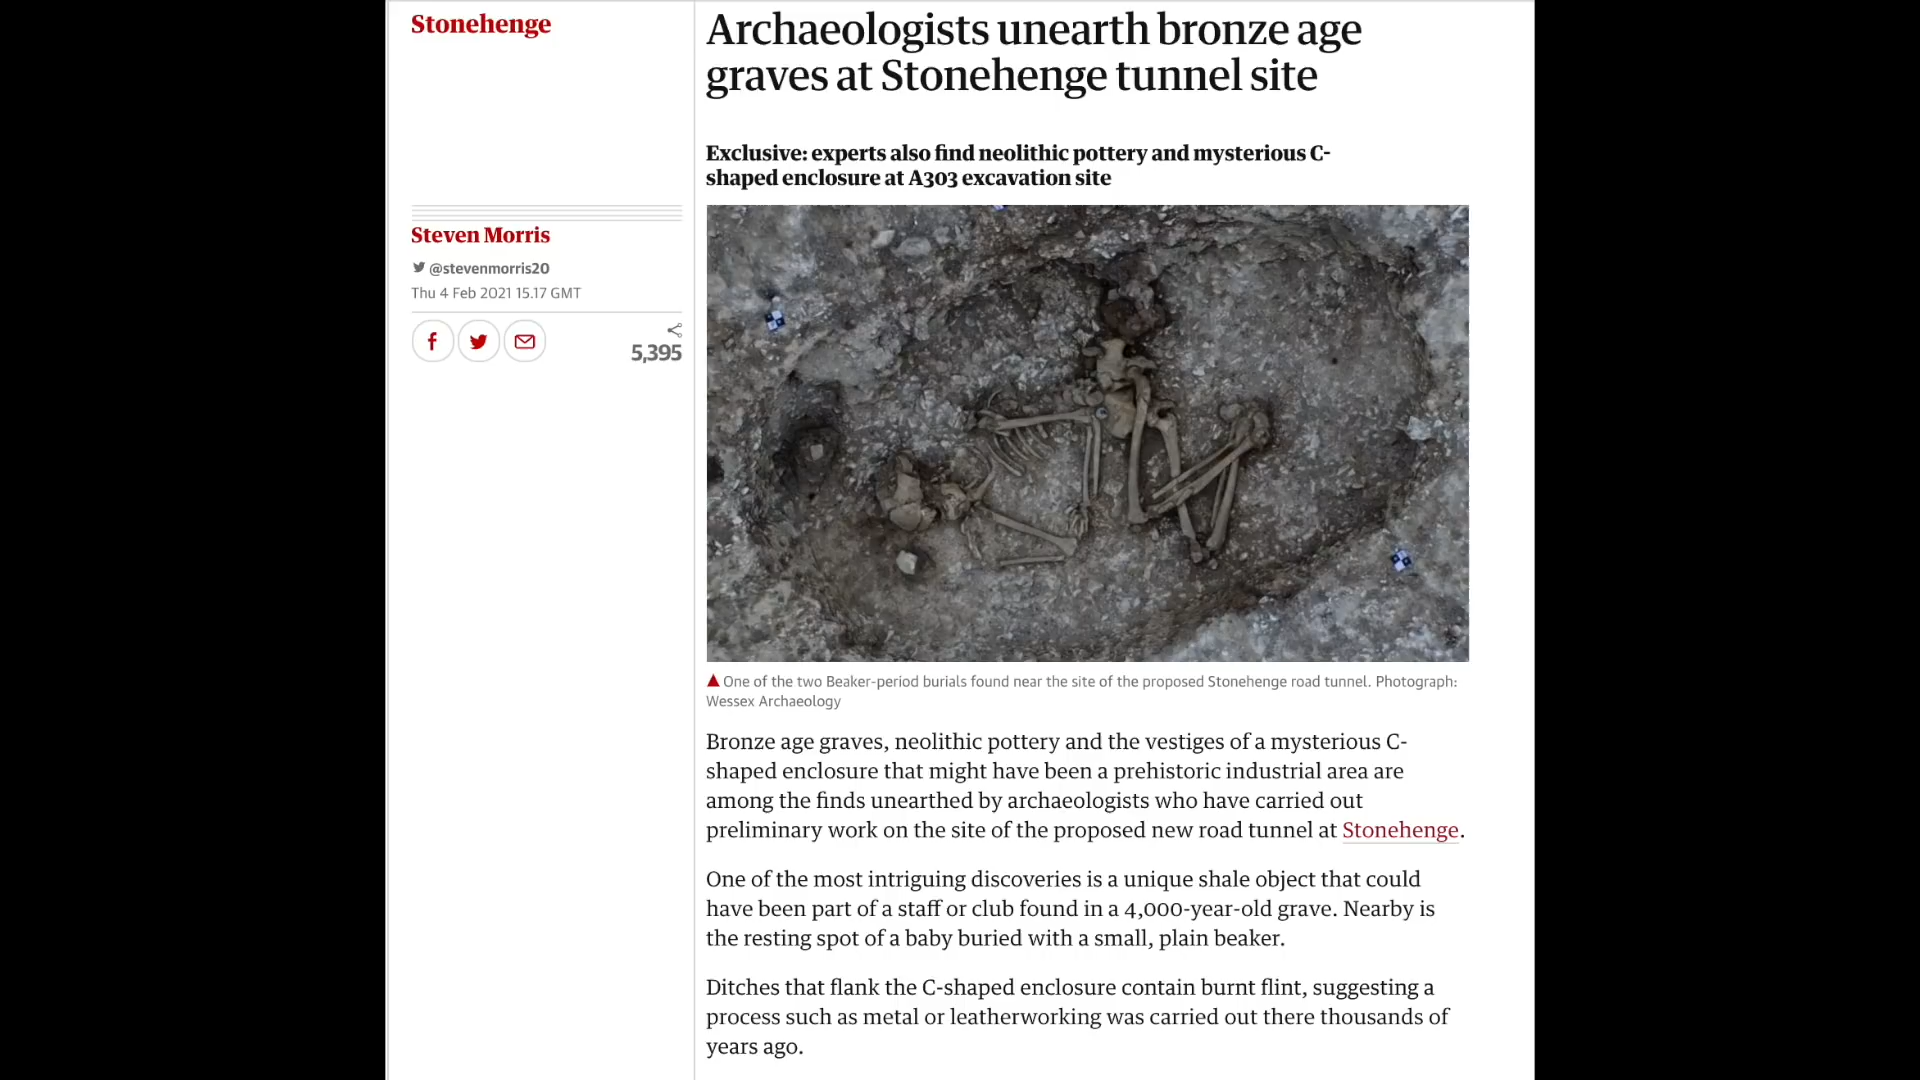 Stonehenge
Archaeologists unearth bronze age
graves at Stonehenge tunnel site
Exclusive: experts also find neolithic pottery and mysterious C-
shaped enclosure at A303 excavation site
Steven Morris
@stevenmorris20
Thu 4 Feb 2021 15.17 GMT
5,395
One of the two Beaker-period burials found near the site of the proposed Stonehenge road tunnel. Photograph:
Wessex Archaeology
Bronze age graves, neolithic pottery and the vestiges of a mysterious C-
shaped enclosure that might have been a prehistoric industrial area are
among the finds unearthed by archaeologists who have carried out
preliminary work on the site of the proposed new road tunnel at Stonehenge.
One of the most intriguing discoveries is a unique shale object that could
have been part of a staff or club found in a 4,000-year-old grave. Nearby is
the resting spot of a baby buried with a small, plain beaker.
Ditches that flank the C-shaped enclosure contain burnt flint, suggesting a
process such as metal or leatherworking was carried out there thousands of
years ago.